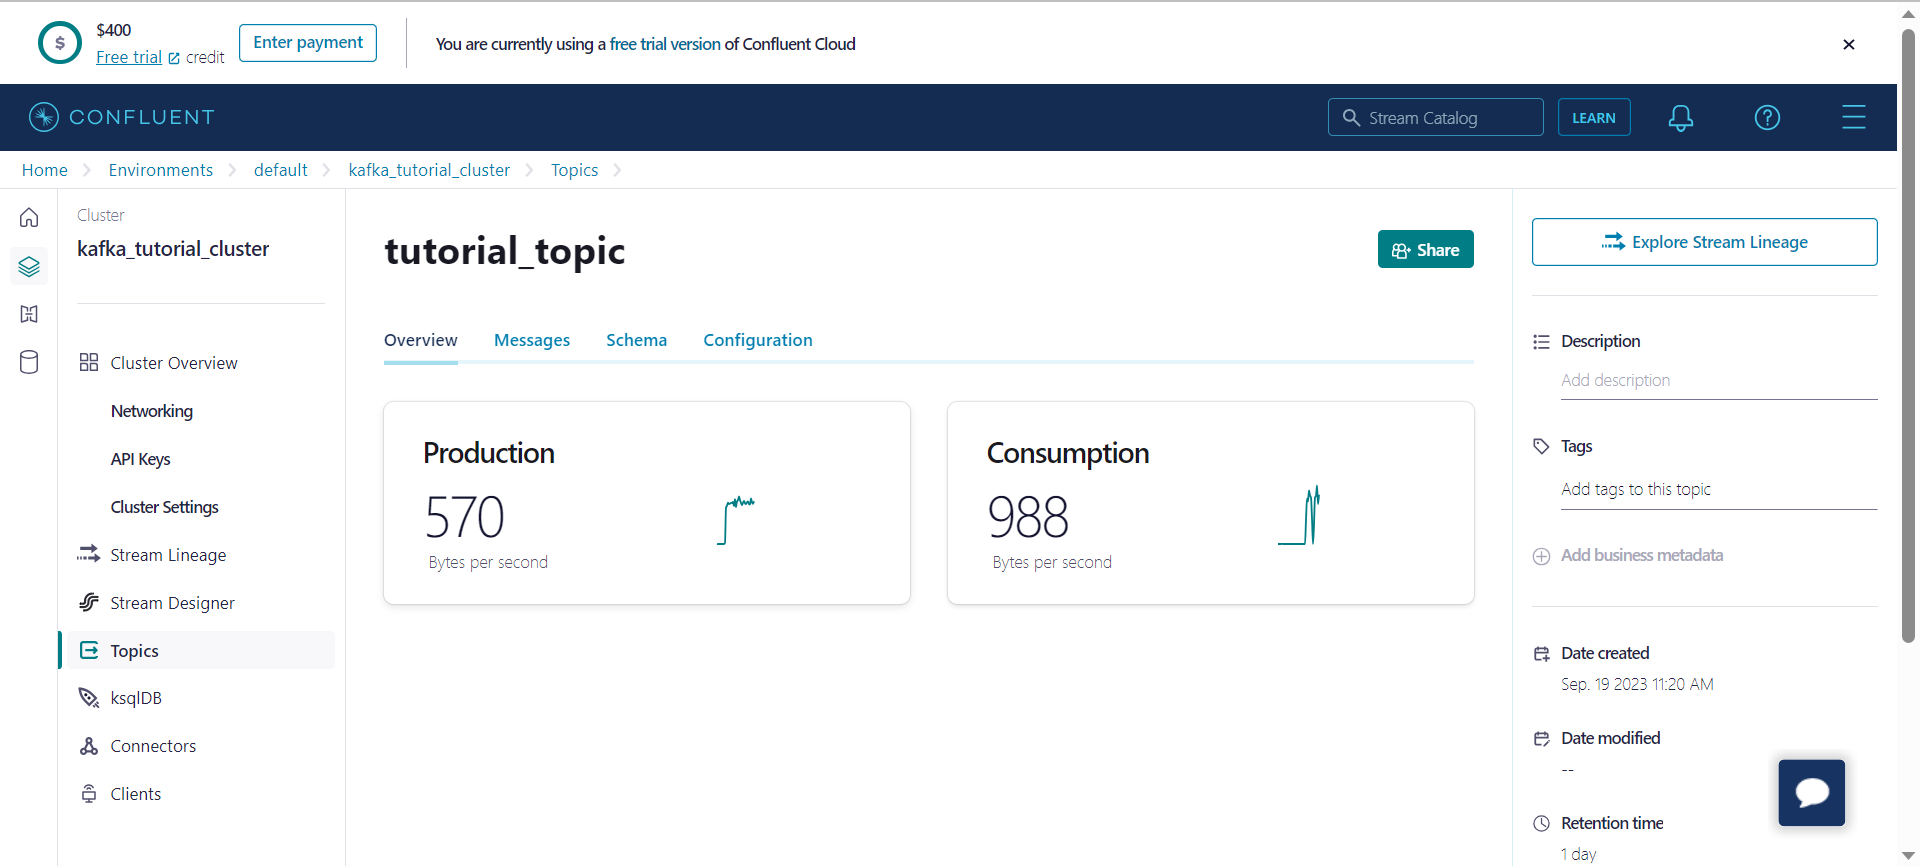 $
$400
Free trial credit
Enter payment
You are currently using a free trial version of Confluent Cloud
CONFLUENT
Stream Catalog
LEARN
Home
Environments
default
kafka_tutorial_cluster
Topics
Cluster
kafka_tutorial_cluster
Cluster Overview
Networking
API Keys
Cluster Settings
Stream Lineage
Stream Designer
Topics
ksqlDB
Connectors
Clients
tutorial_topic
Share
Overview
Messages
Schema
Configuration
Production
570
Bytes per second
Consumption
988
Bytes per second
Explore Stream Lineage
Description
Add description
Tags
Add tags to this topic
Add business metadata
Date created
Sep. 19 2023 11:20 AM
Date modified
--
Retention time
1 day